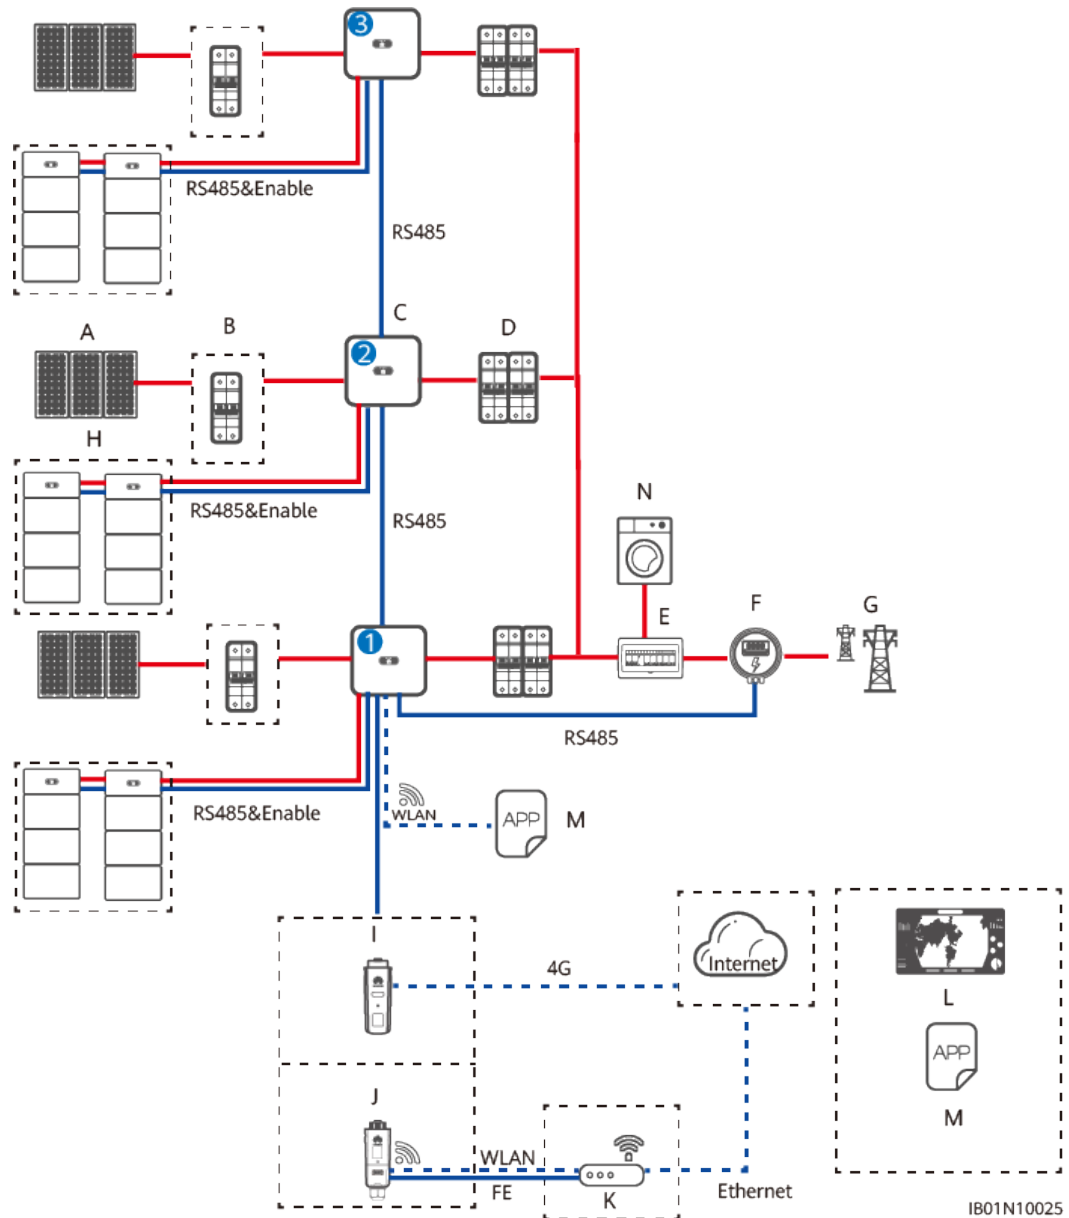 3
RS485&Enable
RS485
A
B
C
D
2
H
RS485&Enable
RS485
N
1
E
F
G
RS485
RS485&Enable
WLAN
APP
M
I
4G
Internet
L
APP
M
J
WLAN
FE
K
Ethernet
IB01N10025